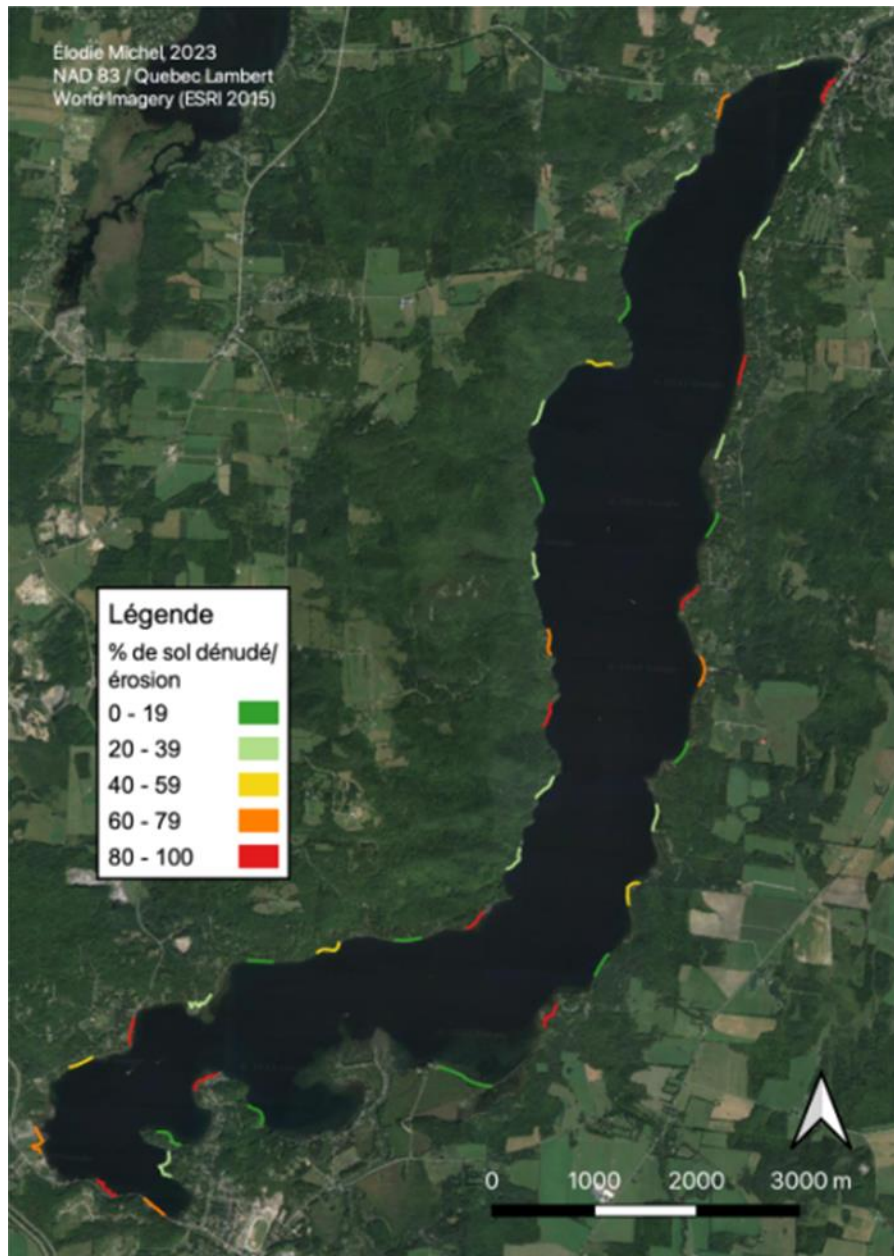 Élodie Michel, 2023
NAD 83 / Quebec Lambert
World Imagery (ESRI 2015)
Légende
% de sol dénudé/
érosion
0 - 19
20 - 39
40 - 59
60 - 79
80 - 100
0 1000 2000 3000 m